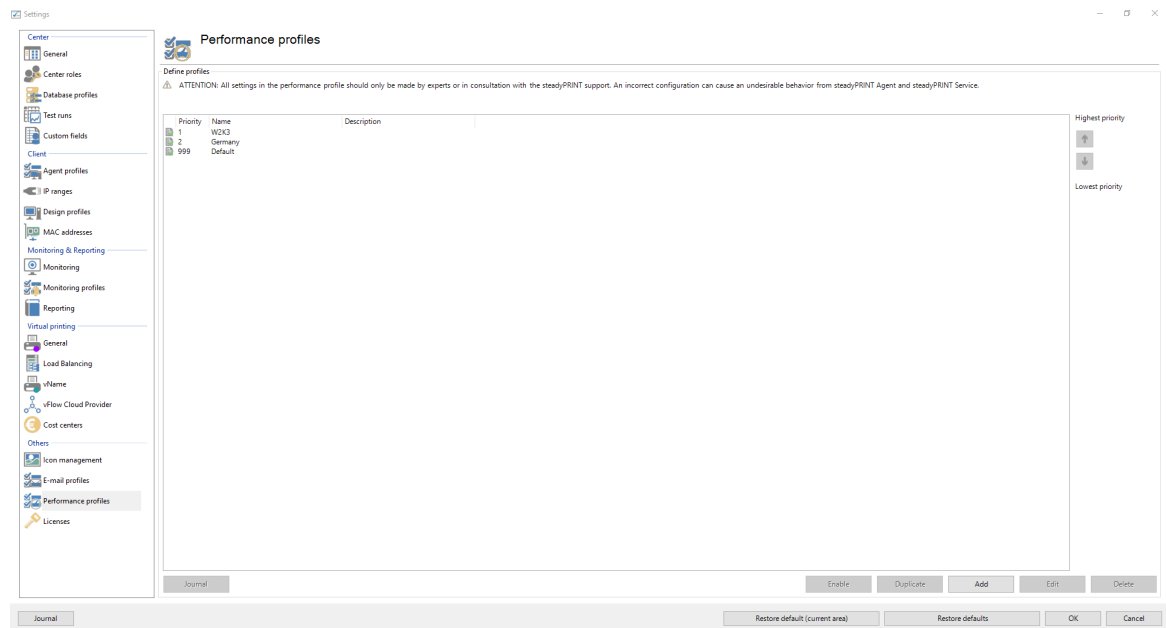 Settings
Center
General
Center roles
Database profiles
Test runs
Custom fields
Client
Agent profiles
IP ranges
Design profiles
MAC addresses
Monitoring & Reporting
Monitoring
Monitoring profiles
Reporting
Virtual printing
General
Load Balancing
vName
vFlow Cloud Provider
Cost centers
Others
Icon management
E-mail profiles
Performance profiles
Licenses
Performance profiles
Define profiles
ATTENTION: All settings in the performance profile should only be made by experts or in consultation with the steadyPRINT support. An incorrect configuration can cause an undesirable behavior from steadyPRINT Agent and steadyPRINT Service.
Priority Name Description
1 W2K3
2 Germany
999 Default
Highest priority
Lowest priority
Journal Enable Duplicate Add Edit Delete
Journal Restore default (current area) Restore defaults OK Cancel